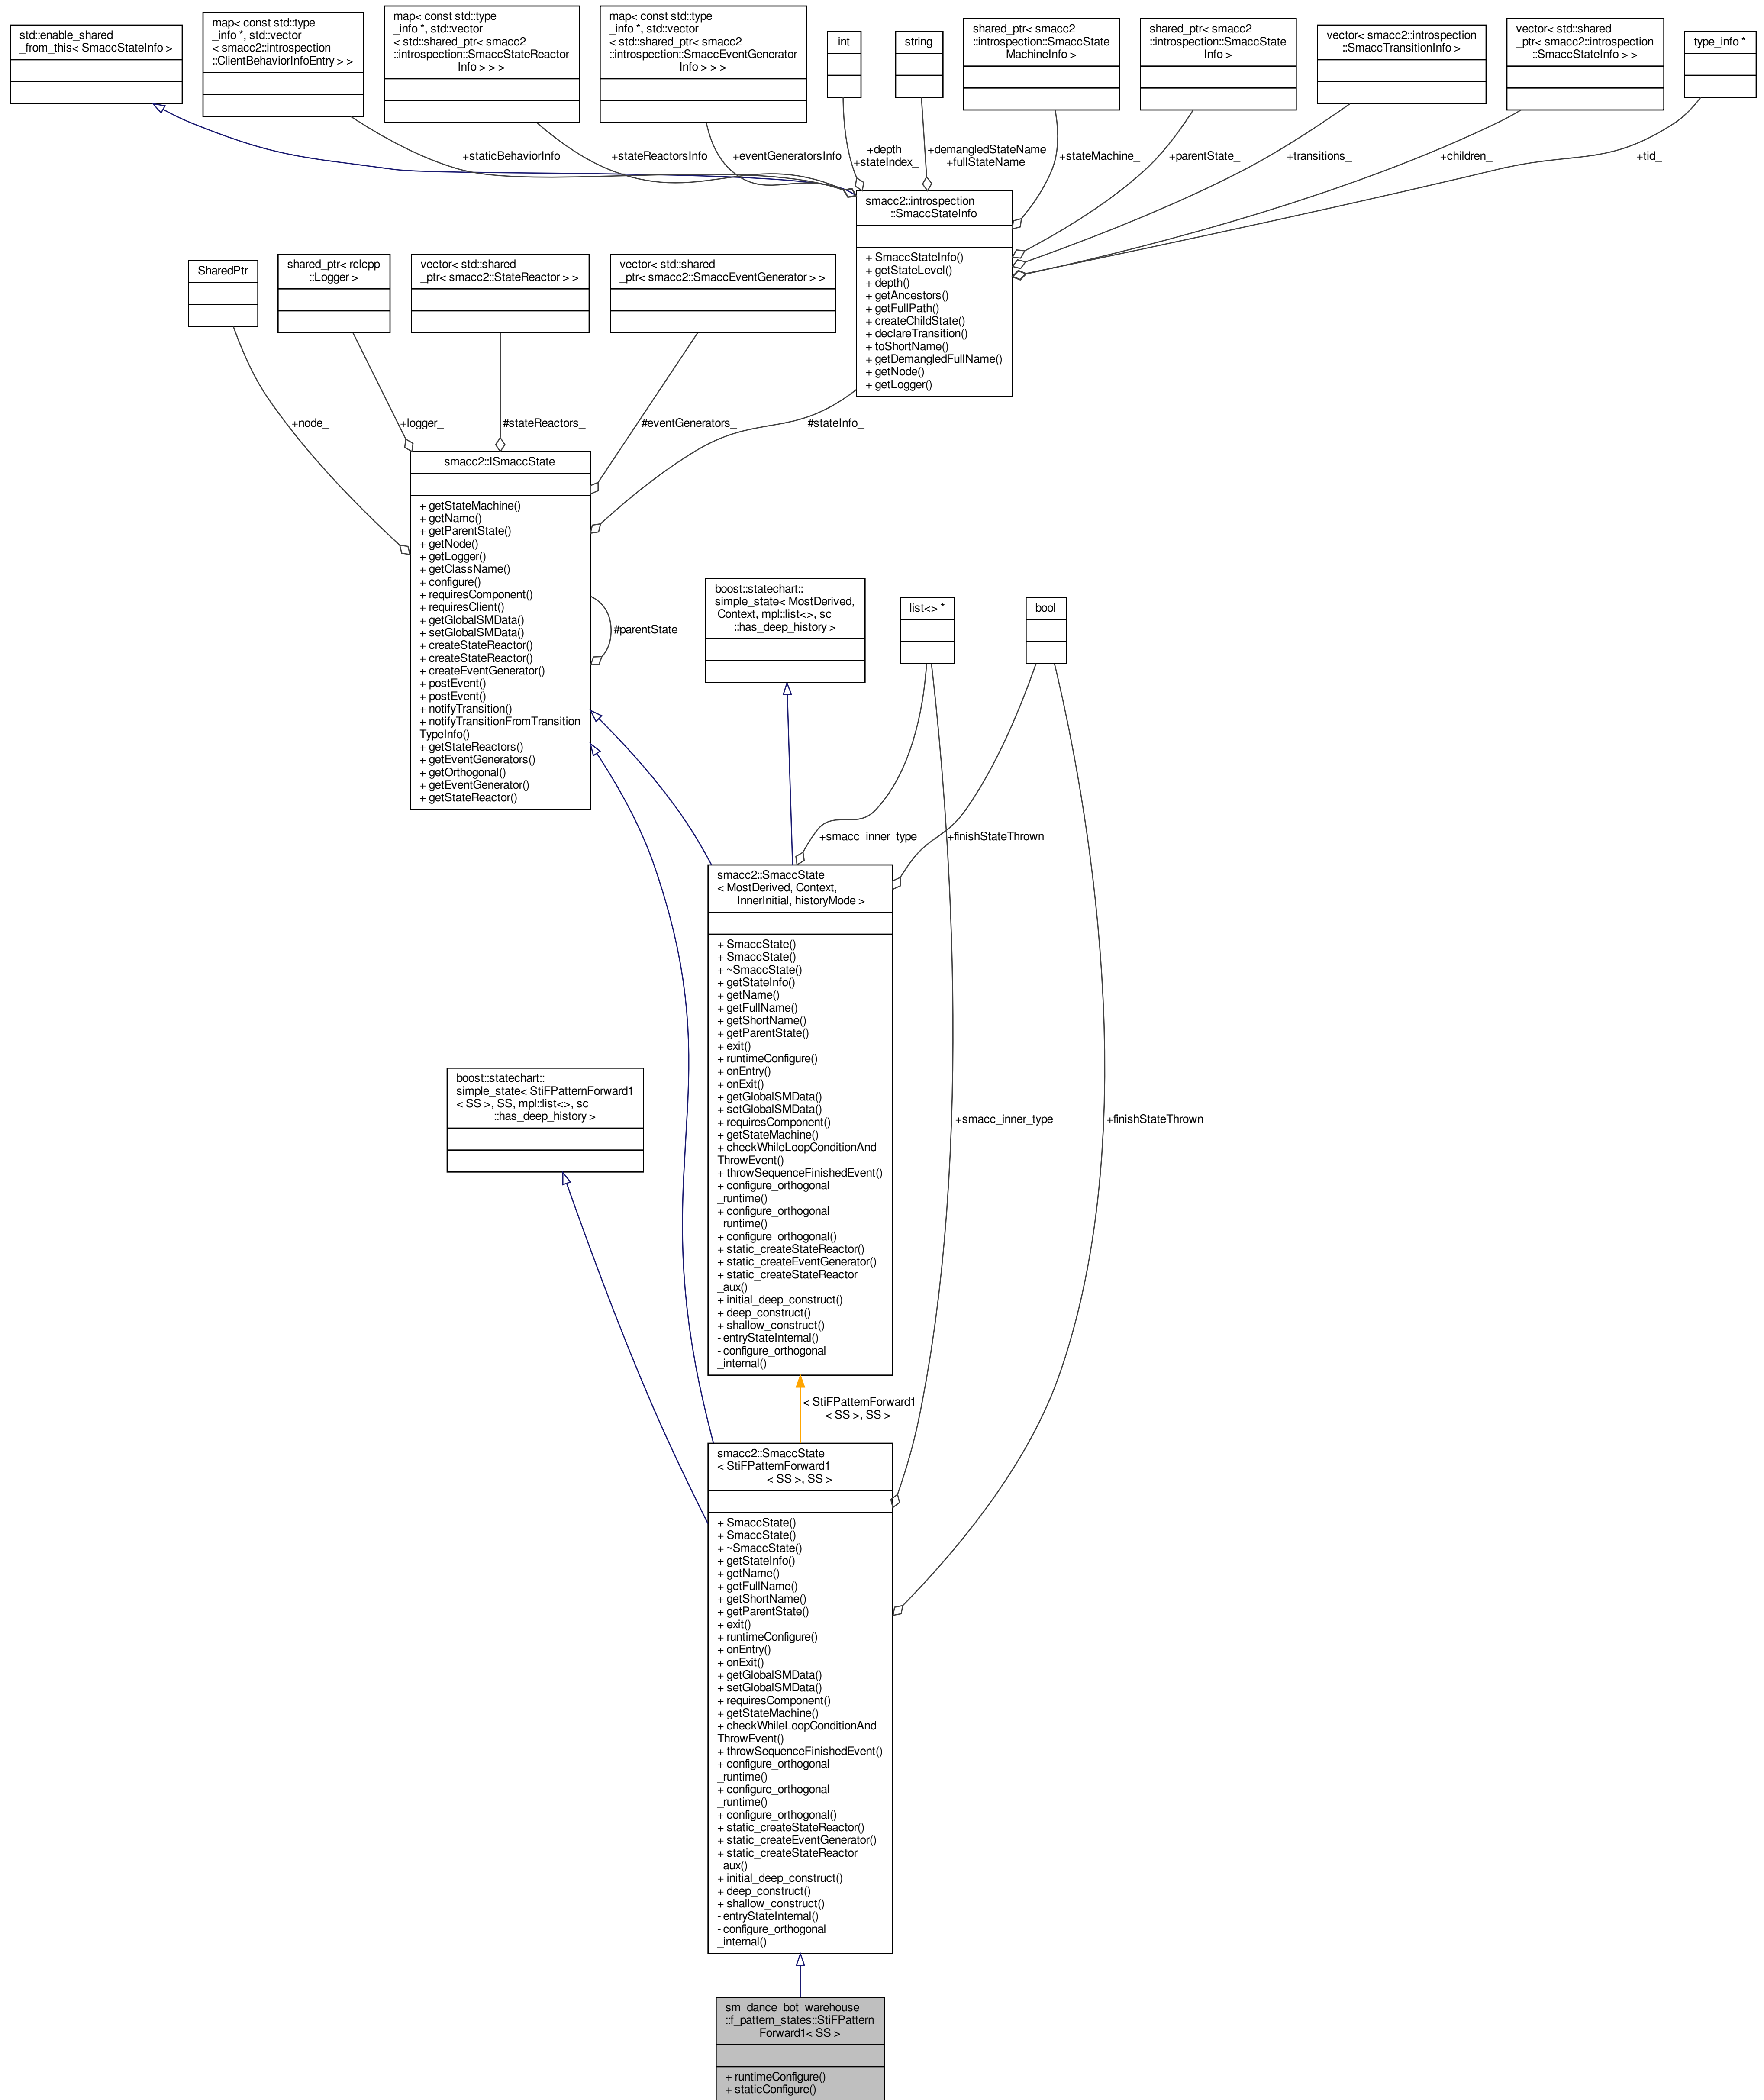 std::enable_shared
_from_this< SmaccStateInfo >
map< const std::type
_info *, std::vector
< smacc2::introspection
::ClientBehaviorInfoEntry > >
map< const std::type
_info *, std::vector
< std::shared_ptr< smacc2
::introspection::SmaccStateReactor
Info > > >
map< const std::type
_info *, std::vector
< std::shared_ptr< smacc2
::introspection::SmaccEventGenerator
Info > > >
int
string
shared_ptr< smacc2
::introspection::SmaccState
MachineInfo >
shared_ptr< smacc2
::introspection::SmaccState
Info >
vector< smacc2::introspection
::SmaccTransitionInfo >
vector< std::shared
_ptr< smacc2::introspection
::SmaccStateInfo > >
type_info *
+staticBehaviorInfo
+stateReactorsInfo
+eventGeneratorsInfo
+depth_
+stateIndex_
+demangledStateName
+fullStateName
+stateMachine_
+parentState_
+transitions_
+children_
+tid_
smacc2::introspection
::SmaccStateInfo
+ SmaccStateInfo()
+ getStateLevel()
+ depth()
+ getAncestors()
+ getFullPath()
+ createChildState()
+ declareTransition()
+ toShortName()
+ getDemangledFullName()
+ getNode()
+ getLogger()
SharedPtr
shared_ptr< rclcpp
::Logger >
vector< std::shared
_ptr< smacc2::StateReactor > >
vector< std::shared
_ptr< smacc2::SmaccEventGenerator > >
+node_
+logger_
#stateReactors_
#eventGenerators_
#stateInfo_
smacc2::ISmaccState
+ getStateMachine()
+ getName()
+ getParentState()
+ getNode()
+ getLogger()
+ getClassName()
+ configure()
+ requiresComponent()
+ requiresClient()
+ getGlobalSMData()
+ setGlobalSMData()
+ createStateReactor()
+ createStateReactor()
+ createEventGenerator()
+ postEvent()
+ postEvent()
+ notifyTransition()
+ notifyTransitionFromTransition
TypeInfo()
+ getStateReactors()
+ getEventGenerators()
+ getOrthogonal()
+ getEventGenerator()
+ getStateReactor()
#parentState_
boost::statechart::
simple_state< MostDerived,
Context, mpl::list<>, sc
::has_deep_history >
list<> *
bool
+smacc_inner_type
+finishStateThrown
smacc2::SmaccState
< MostDerived, Context,
InnerInitial, historyMode >
+ SmaccState()
+ SmaccState()
+ ~SmaccState()
+ getStateInfo()
+ getName()
+ getFullName()
+ getShortName()
+ getParentState()
+ exit()
+ runtimeConfigure()
+ onEntry()
+ onExit()
+ getGlobalSMData()
+ setGlobalSMData()
+ requiresComponent()
+ getStateMachine()
+ checkWhileLoopConditionAnd
ThrowEvent()
+ throwSequenceFinishedEvent()
+ configure_orthogonal
_runtime()
+ configure_orthogonal
_runtime()
+ configure_orthogonal()
+ static_createStateReactor()
+ static_createEventGenerator()
+ static_createStateReactor
_aux()
+ initial_deep_construct()
+ deep_construct()
+ shallow_construct()
- entryStateInternal()
- configure_orthogonal
_internal()
boost::statechart::
simple_state< StiFPatternForward1
< SS >, SS, mpl::list<>, sc
::has_deep_history >
+smacc_inner_type
+finishStateThrown
< StiFPatternForward1
< SS >, SS >
smacc2::SmaccState
< StiFPatternForward1
< SS >, SS >
+ SmaccState()
+ SmaccState()
+ ~SmaccState()
+ getStateInfo()
+ getName()
+ getFullName()
+ getShortName()
+ getParentState()
+ exit()
+ runtimeConfigure()
+ onEntry()
+ onExit()
+ getGlobalSMData()
+ setGlobalSMData()
+ requiresComponent()
+ getStateMachine()
+ checkWhileLoopConditionAnd
ThrowEvent()
+ throwSequenceFinishedEvent()
+ configure_orthogonal
_runtime()
+ configure_orthogonal
_runtime()
+ configure_orthogonal()
+ static_createStateReactor()
+ static_createEventGenerator()
+ static_createStateReactor
_aux()
+ initial_deep_construct()
+ deep_construct()
+ shallow_construct()
- entryStateInternal()
- configure_orthogonal
_internal()
sm_dance_bot_warehouse
::f_pattern_states::StiFPattern
Forward1< SS >
+ runtimeConfigure()
+ staticConfigure()